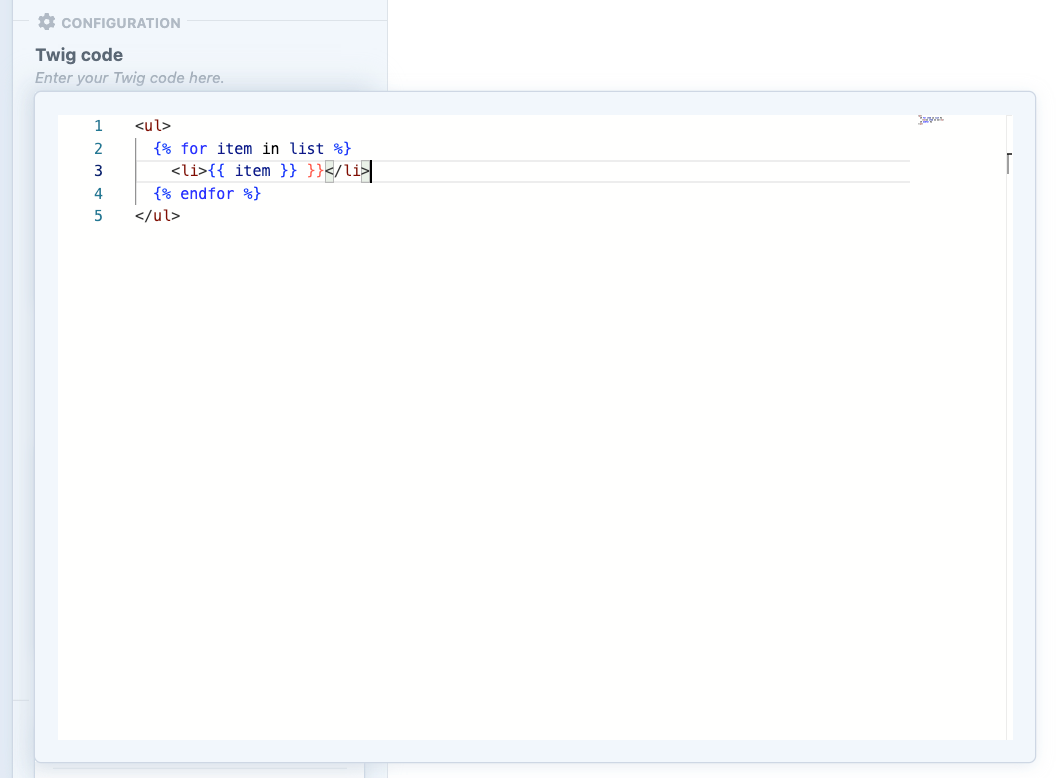 CONFIGURATION
Twig code
Enter your Twig code here.
1 <ul>
2 {% for item in list %}
3 <li>{{ item }} }}</li>
4 {% endfor %}
5 </ul>